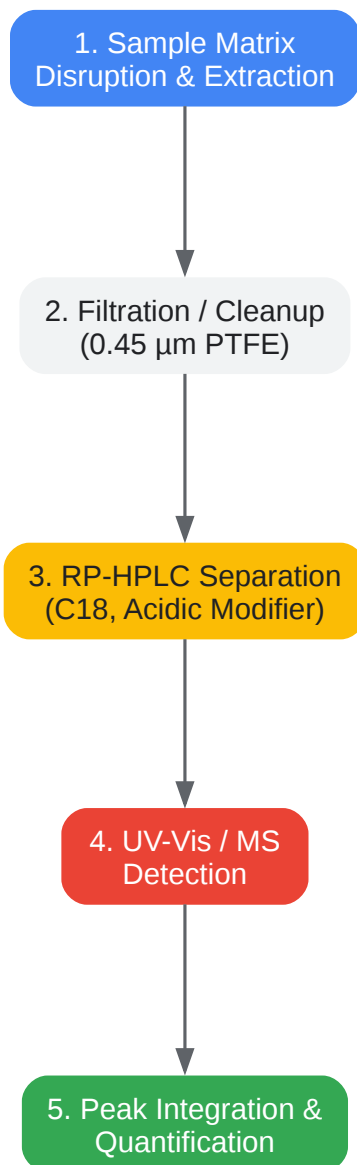 1. Sample Matrix
Disruption & Extraction
2. Filtration / Cleanup
(0.45 µm PTFE)
3. RP-HPLC Separation
(C18, Acidic Modifier)
4. UV-Vis / MS
Detection
5. Peak Integration &
Quantification